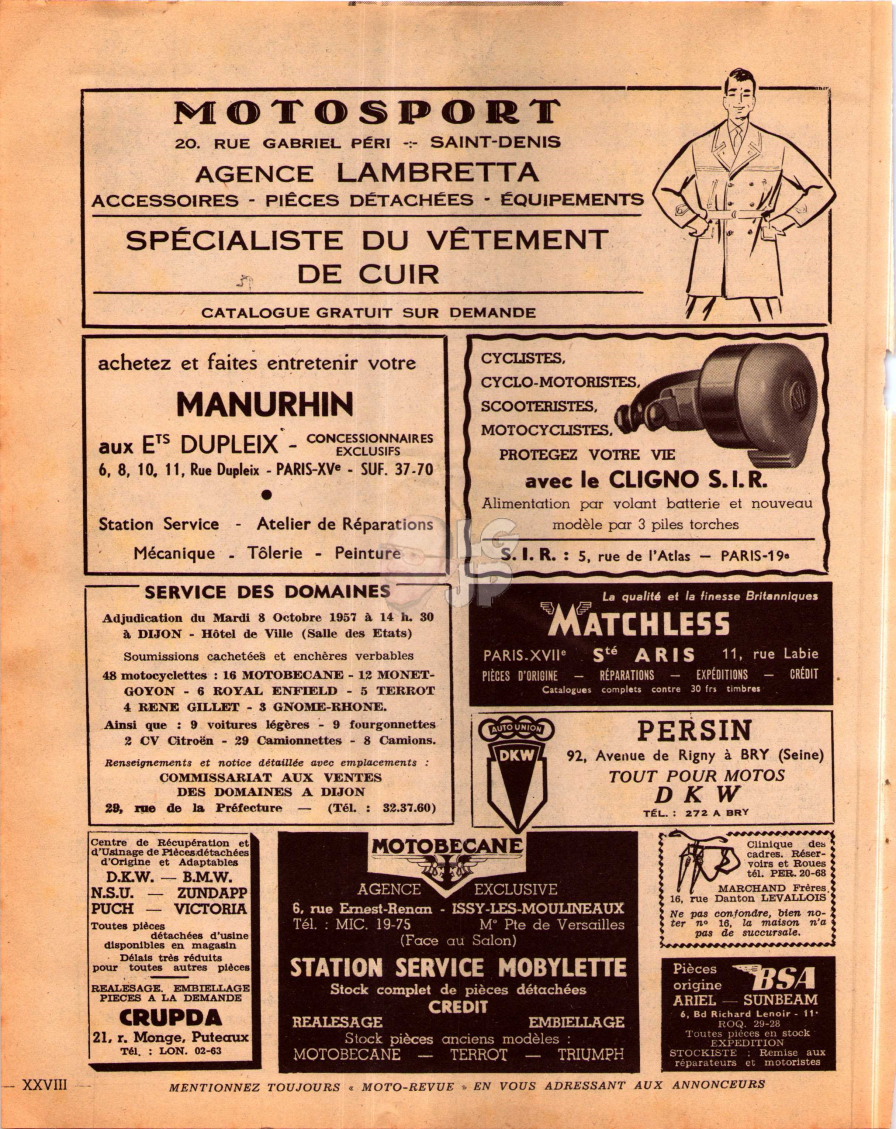 MOTOSPORT
20. RUE GABRIEL PÉRI -:- SAINT-DENIS
AGENCE LAMBRETTA
ACCESSOIRES - PIÈCES DÉTACHÉES - ÉQUIPEMENTS
SPÉCIALISTE DU VÊTEMENT
DE CUIR
CATALOGUE GRATUIT SUR DEMANDE
achetez et faites entretenir votre
MANURHIN
aux ETS DUPLEIX - CONCESSIONNAIRES
EXCLUSIFS
6, 8, 10, 11, Rue Dupleix - PARIS-XVe - SUF. 37-70
●
Station Service - Atelier de Réparations
Mécanique - Tôlerie - Peinture
CYCLISTES,
CYCLO-MOTORISTES,
SCOOTERISTES,
MOTOCYCLISTES,
PROTEGEZ VOTRE VIE
avec le CLIGNO S.I.R.
Alimentation par volant batterie et nouveau
modèle par 3 piles torches
S.I.R. : 5, rue de l'Atlas — PARIS-19e
BIG
JP
SERVICE DES DOMAINES
Adjudication du Mardi 8 Octobre 1957 à 14 h. 30
à DIJON - Hôtel de Ville (Salle des Etats)
Soumissions cachetées et enchères verbables
48 motocyclettes : 16 MOTOBECANE - 12 MONET-
GOYON - 6 ROYAL ENFIELD - 5 TERROT
4 RENE GILLET - 3 GNOME-RHONE.
Ainsi que : 9 voitures légères - 9 fourgonnettes
2 CV Citroën - 29 Camionnettes - 8 Camions.
Renseignements et notice détaillée avec emplacements :
COMMISSARIAT AUX VENTES
DES DOMAINES A DIJON
29, rue de la Préfecture — (Tél. : 32.37.60)
La qualité et la finesse Britanniques
MATCHLESS
PARIS-XVIIe Sté ARIS 11, rue Labie
PIÈCES D'ORIGINE — RÉPARATIONS — EXPÉDITIONS — CRÉDIT
Catalogues complets contre 30 frs timbres
AUTO UNION
DKW
PERSIN
92, Avenue de Rigny à BRY (Seine)
TOUT POUR MOTOS
DKW
TÉL. : 272 A BRY
Centre de Récupération et
d'Usinage de Pièces détachées
d'Origine et Adaptables
D.K.W. — B.M.W.
N.S.U. — ZUNDAPP
PUCH — VICTORIA
Toutes pièces
détachées d'usine
disponibles en magasin
Délais très réduits
pour toutes autres pièces
REALESAGE. EMBIELLAGE
PIECES A LA DEMANDE
CRUPDA
21, r. Monge, Puteaux
Tél. : LON. 02-63
MOTOBECANE
AGENCE EXCLUSIVE
6, rue Ernest-Renan - ISSY-LES-MOULINEAUX
Tél. : MIC. 19-75 Mo Pte de Versailles
(Face au Salon)
STATION SERVICE MOBYLETTE
Stock complet de pièces détachées
CREDIT
REALESAGE EMBIELLAGE
Stock pièces anciens modèles :
MOTOBECANE — TERROT — TRIUMPH
Clinique des
cadres. Réser-
voirs et Roues
tél. PER. 20-68
MARCHAND Frères
16, rue Danton LEVALLOIS
Ne pas confondre, bien no-
ter no 16, la maison n'a
pas de succursale.
Pièces
origine BSA
ARIEL — SUNBEAM
6, Bd Richard Lenoir - 11e
ROQ. 29-28
Toutes pièces en stock
EXPEDITION
STOCKISTE : Remise aux
réparateurs et motoristes
XXVIII
MENTIONNEZ TOUJOURS « MOTO-REVUE » EN VOUS ADRESSANT AUX ANNONCEURS